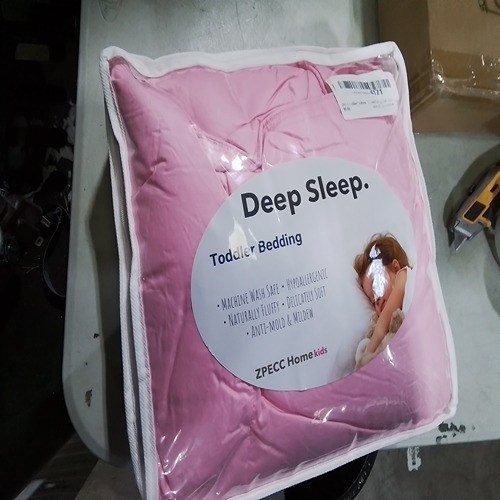 Deep Sleep.
Toddler Bedding
• Machine Wash Safe • Hypoallergenic
• Naturally Fluffy • Delicately Soft
• Anti-Mold & Mildew
ZPECC Home kids